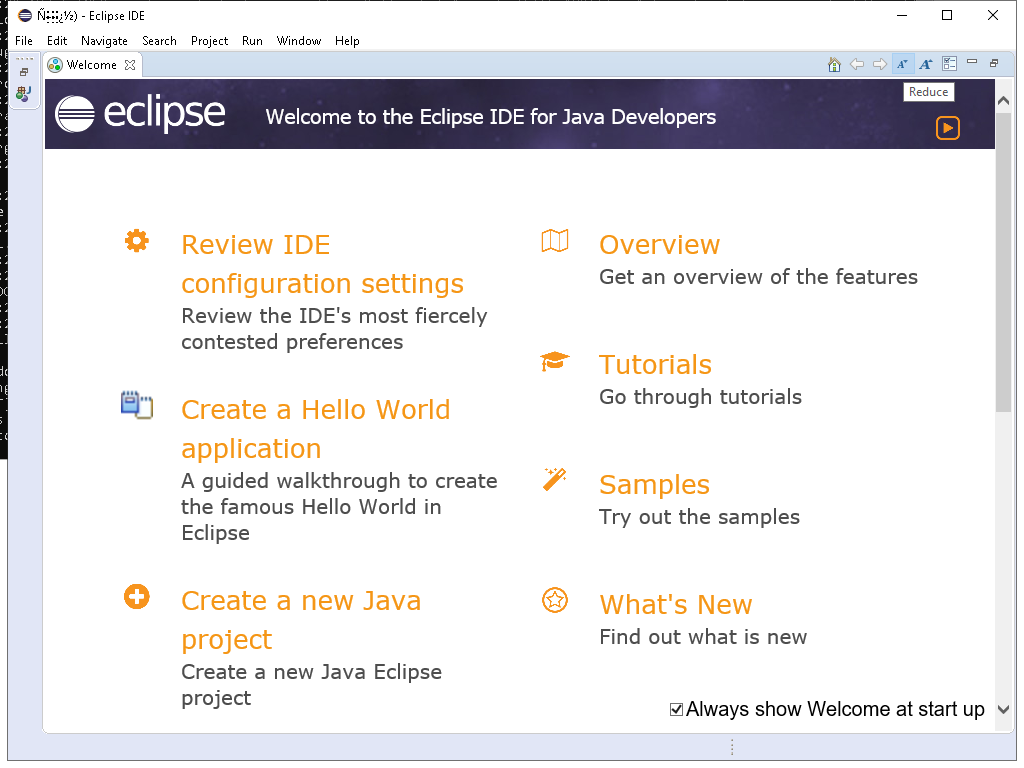 - Eclipse IDE
File Edit Navigate Search Project Run Window Help
Welcome
Reduce
eclipse
Welcome to the Eclipse IDE for Java Developers
Review IDE
configuration settings
Review the IDE's most fiercely
contested preferences
Create a Hello World
application
A guided walkthrough to create
the famous Hello World in
Eclipse
Create a new Java
project
Create a new Java Eclipse
project
Overview
Get an overview of the features
Tutorials
Go through tutorials
Samples
Try out the samples
What's New
Find out what is new
Always show Welcome at start up